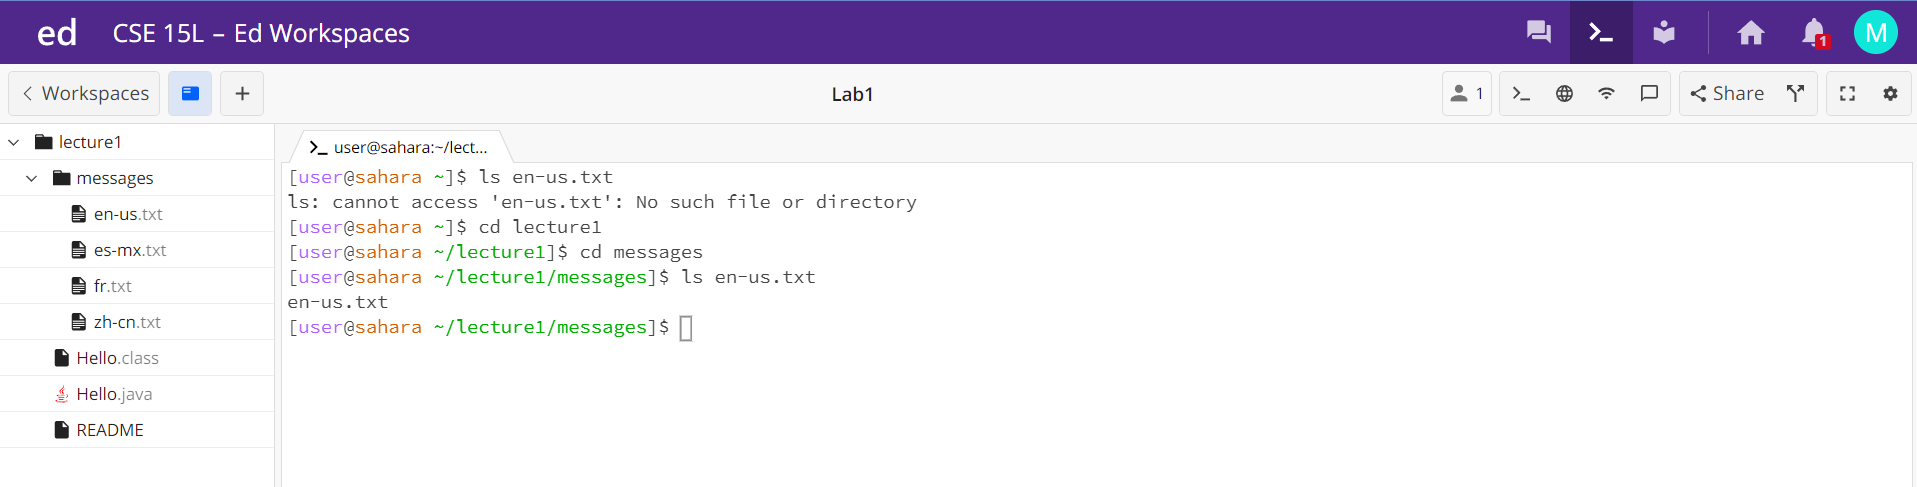 ed CSE 15L – Ed Workspaces 1 M
Workspaces + Lab1 1 Share
lecture1
messages
en-us.txt
es-mx.txt
fr.txt
zh-cn.txt
Hello.class
Hello.java
README
user@sahara:~/lect...
[user@sahara ~]$ ls en-us.txt
ls: cannot access 'en-us.txt': No such file or directory
[user@sahara ~]$ cd lecture1
[user@sahara ~/lecture1]$ cd messages
[user@sahara ~/lecture1/messages]$ ls en-us.txt
en-us.txt
[user@sahara ~/lecture1/messages]$